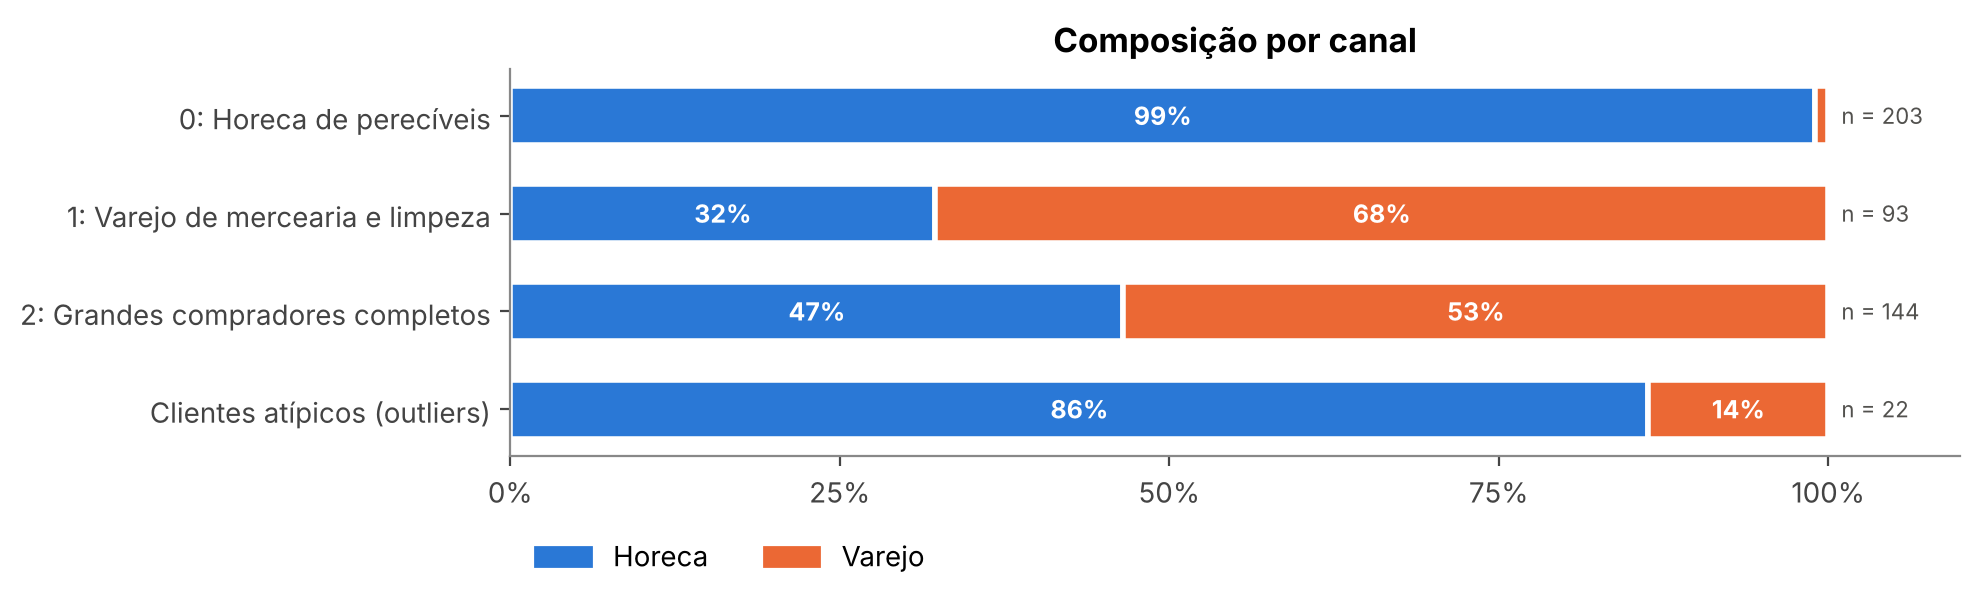 Composição por canal
0: Horeca de perecíveis 99% n = 203
1: Varejo de mercearia e limpeza 32% 68% n = 93
2: Grandes compradores completos 47% 53% n = 144
Clientes atípicos (outliers) 86% 14% n = 22
0% 25% 50% 75% 100%
Horeca Varejo